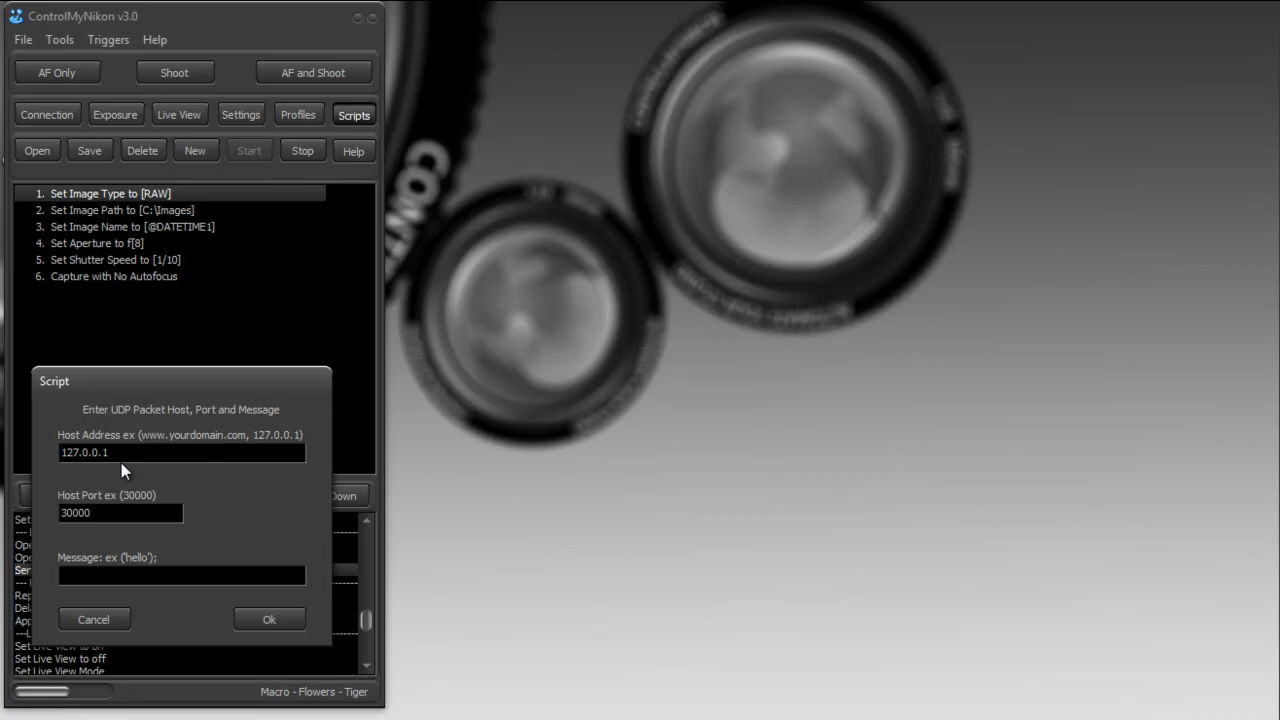 ControlMyNikon v3.0
File Tools Triggers Help
AF Only Shoot AF and Shoot
Connection Exposure Live View Settings Profiles Scripts
Open Save Delete New Start Stop Help
1. Set Image Type to [RAW]
2. Set Image Path to [C:\Images]
3. Set Image Name to [@DATETIME1]
4. Set Aperture to f[8]
5. Set Shutter Speed to [1/10]
6. Capture with No Autofocus
Script
Enter UDP Packet Host, Port and Message
Host Address ex (www.yourdomain.com, 127.0.0.1)
127.0.0.1
Host Port ex (30000)
30000
Down
Message: ex ('hello');
Cancel Ok
Set Live View to on
Set Live View to off
Set Live View Mode
Macro - Flowers - Tiger